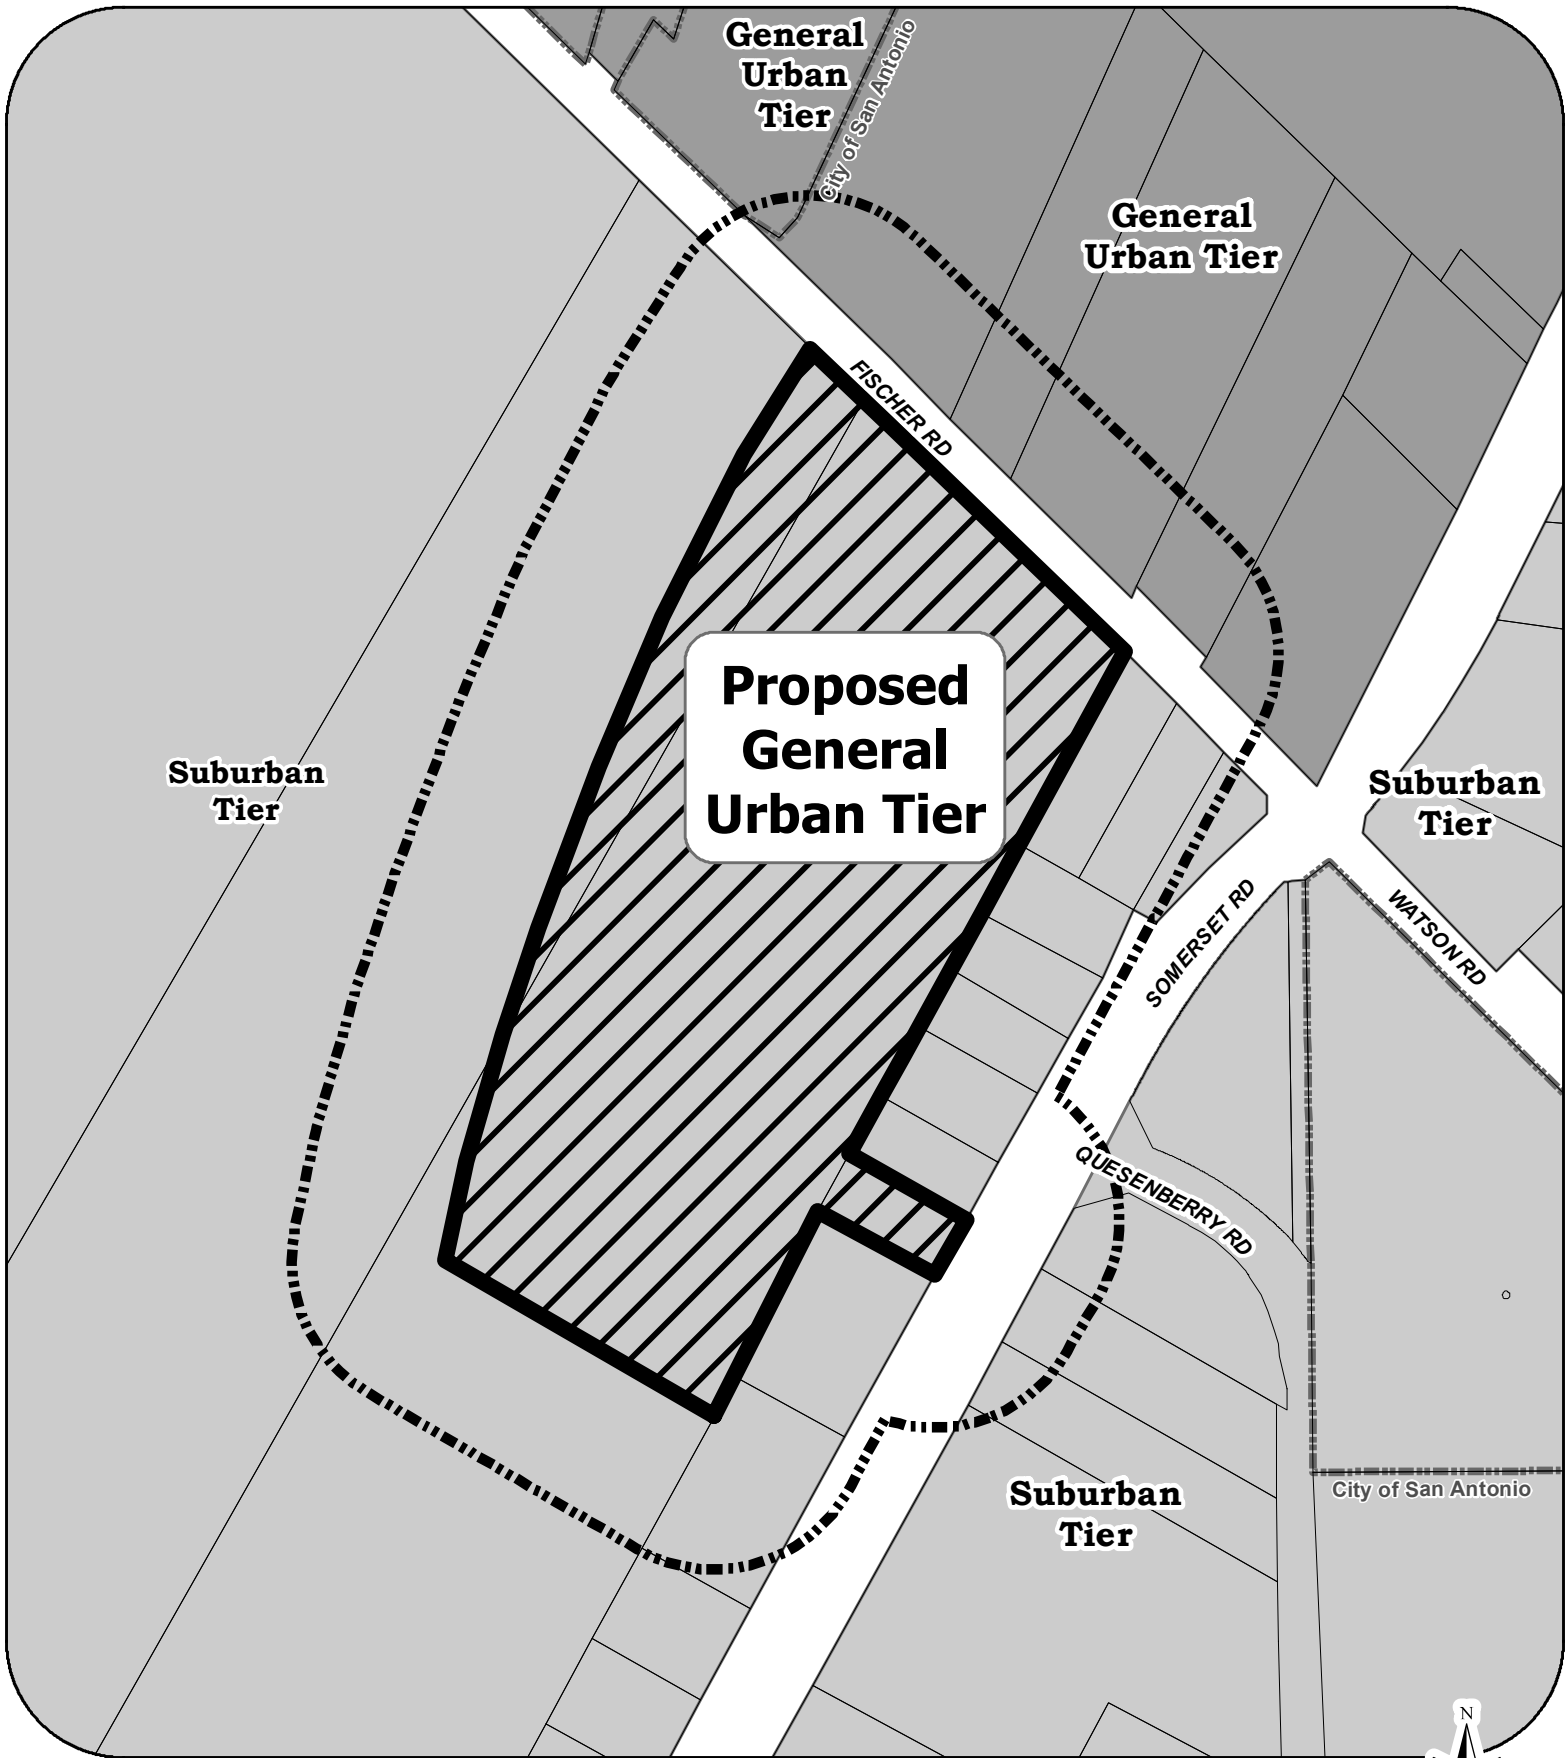 General
Urban
Tier
City of San Antonio
General
Urban Tier
FISCHER RD
Proposed
General
Urban Tier
Suburban
Tier
Suburban
Tier
SOMERSET RD
WATSON RD
QUESENBERRY RD
City of San Antonio
Suburban
Tier
N